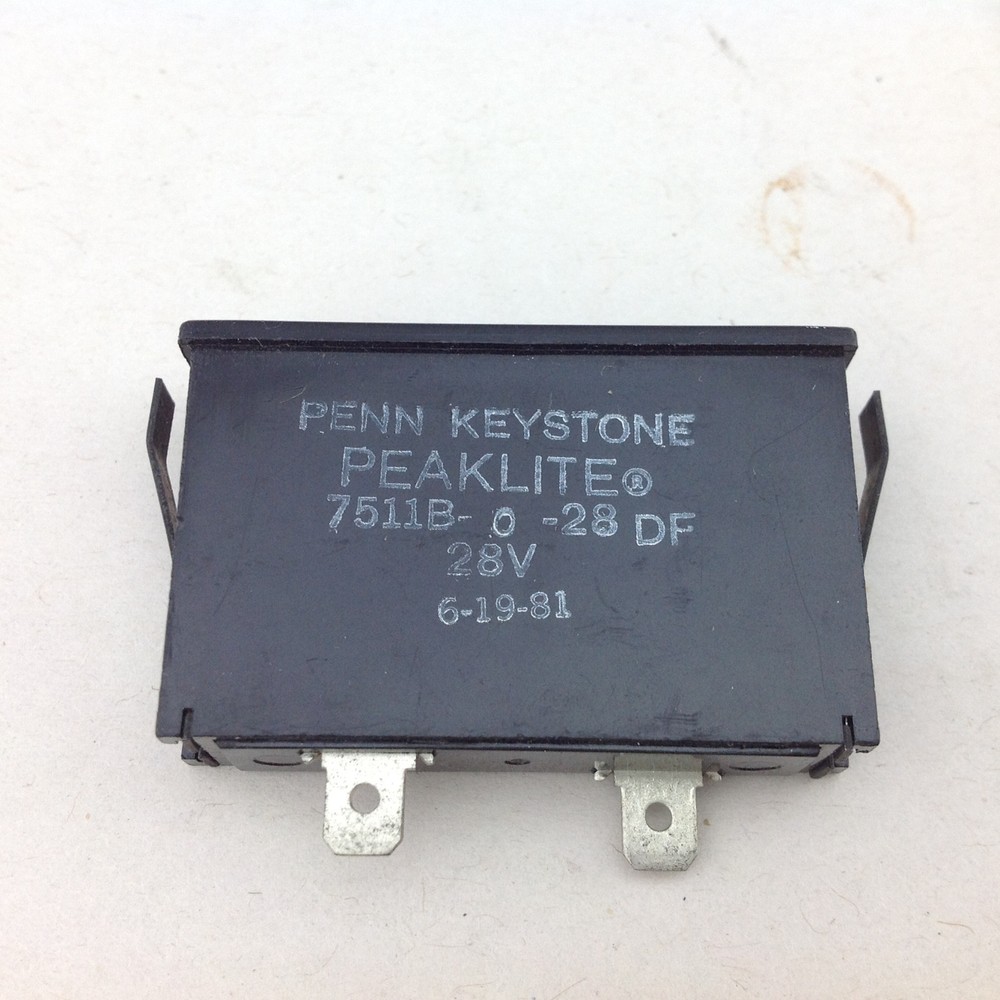 PENN KEYSTONE
PEAKLITE®
7511B- 0 -28 DF
28V
6-19-81